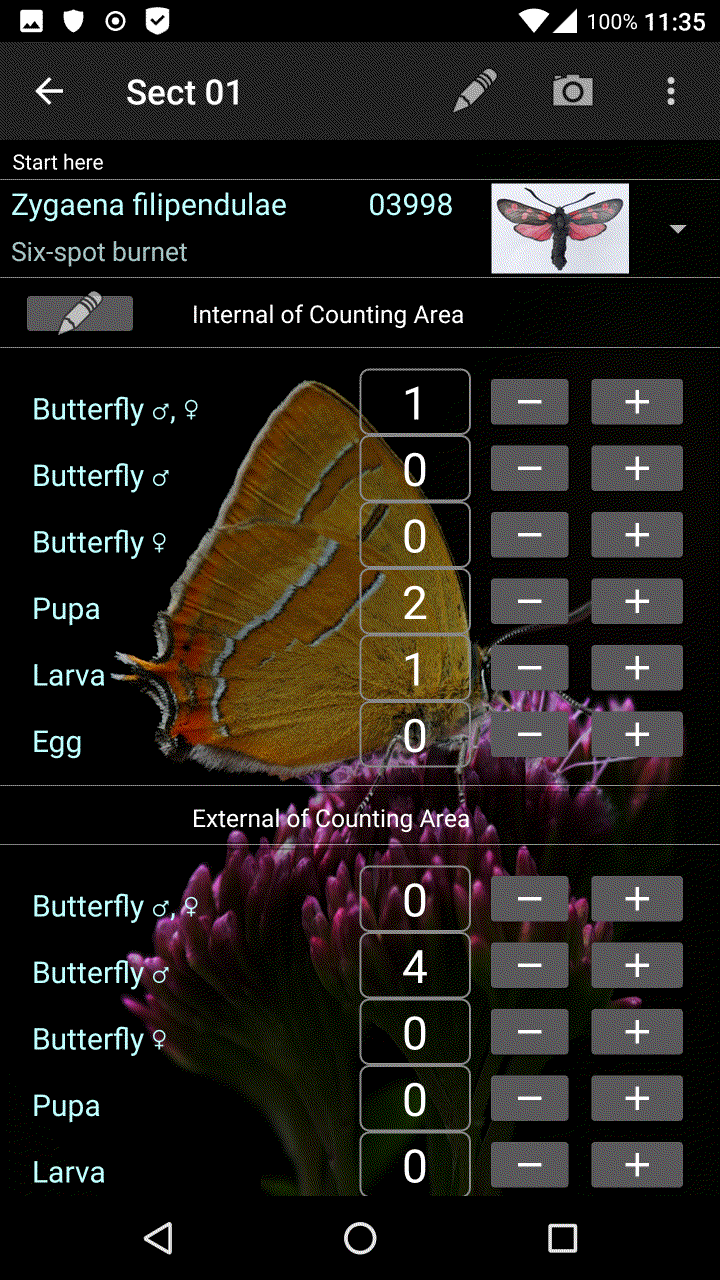 100% 11:35
Sect 01
Start here
Zygaena filipendulae 03998
Six-spot burnet
Internal of Counting Area
Butterfly ♂, ♀ 1 − +
Butterfly ♂ 0 − +
Butterfly ♀ 0 − +
Pupa 2 − +
Larva 1 − +
Egg 0 − +
External of Counting Area
Butterfly ♂, ♀ 0 − +
Butterfly ♂ 4 − +
Butterfly ♀ 0 − +
Pupa 0 − +
Larva 0 − +